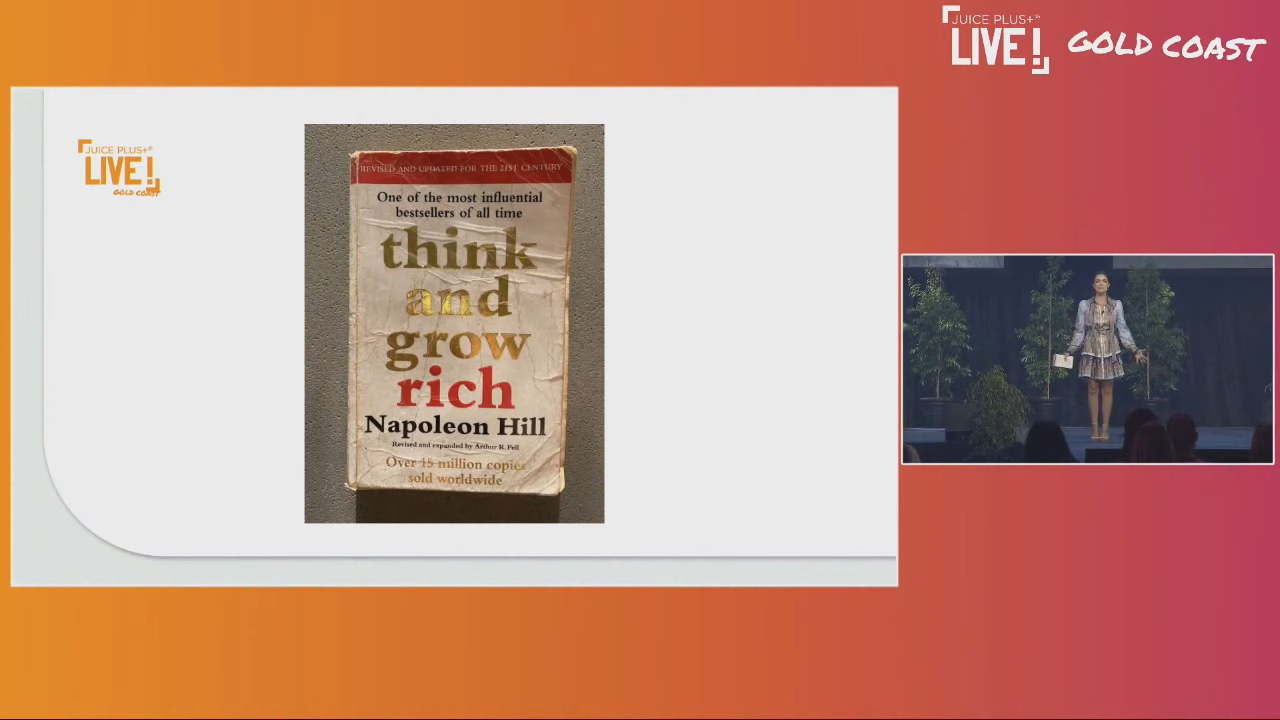 JUICE PLUS+®
LIVE!
GOLD COAST
JUICE PLUS+®
LIVE!
GOLD COAST
REVISED AND UPDATED FOR THE 21ST CENTURY
One of the most influential
bestsellers of all time
think
and
grow
rich
Napoleon Hill
Revised and expanded by Arthur R. Pell
Over 15 million copies
sold worldwide